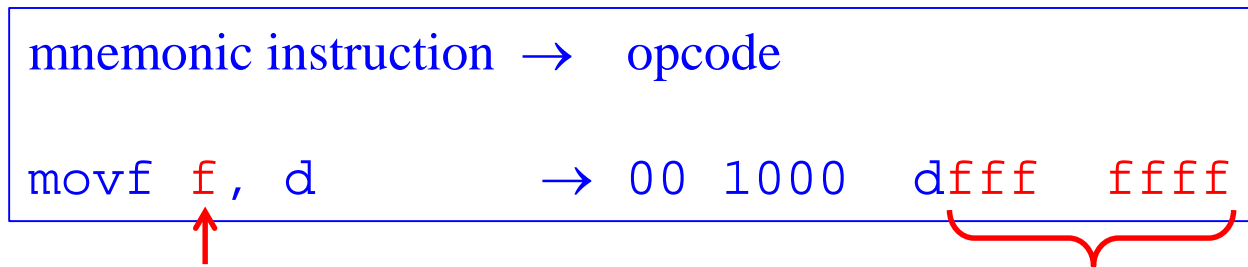 mnemonic instruction → opcode
movf f, d → 00 1000 dfff ffff